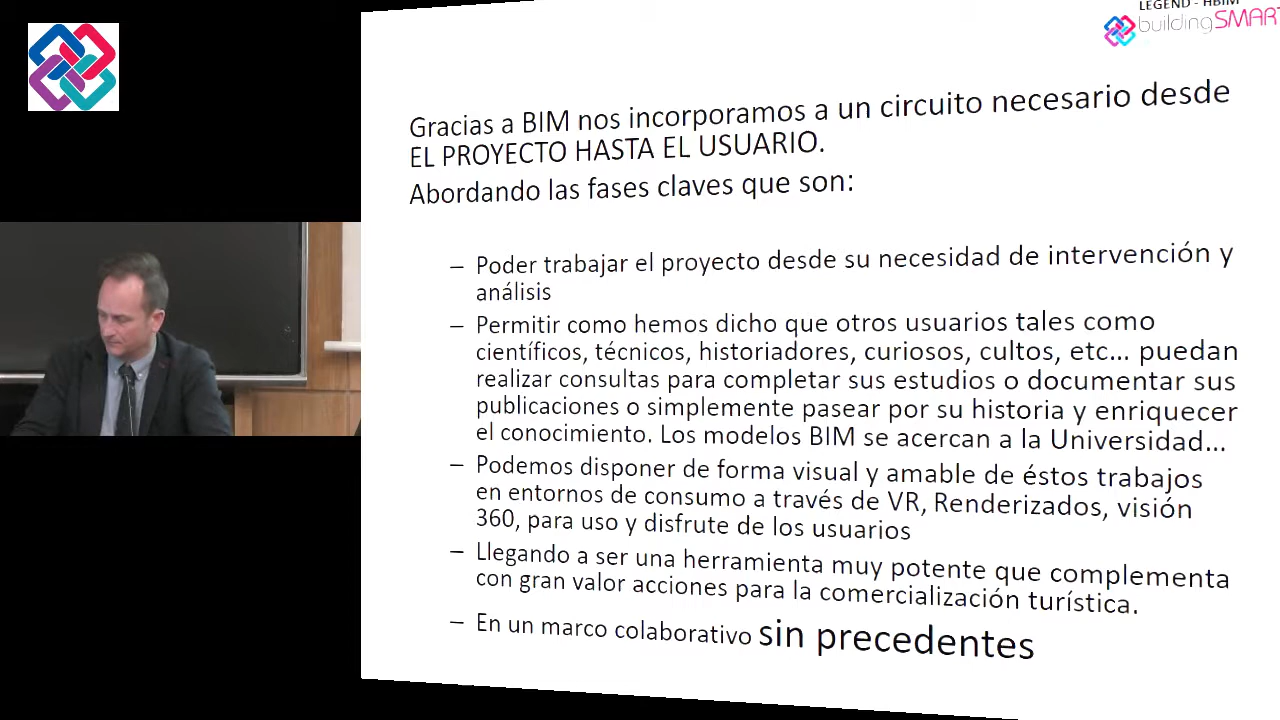 LEGEND - HBIM
buildingSMART
Gracias a BIM nos incorporamos a un circuito necesario desde
EL PROYECTO HASTA EL USUARIO.
Abordando las fases claves que son:
– Poder trabajar el proyecto desde su necesidad de intervención y
análisis
– Permitir como hemos dicho que otros usuarios tales como
científicos, técnicos, historiadores, curiosos, cultos, etc... puedan
realizar consultas para completar sus estudios o documentar sus
publicaciones o simplemente pasear por su historia y enriquecer
el conocimiento. Los modelos BIM se acercan a la Universidad...
– Podemos disponer de forma visual y amable de éstos trabajos
en entornos de consumo a través de VR, Renderizados, visión
360, para uso y disfrute de los usuarios
– Llegando a ser una herramienta muy potente que complementa
con gran valor acciones para la comercialización turística.
– En un marco colaborativo sin precedentes